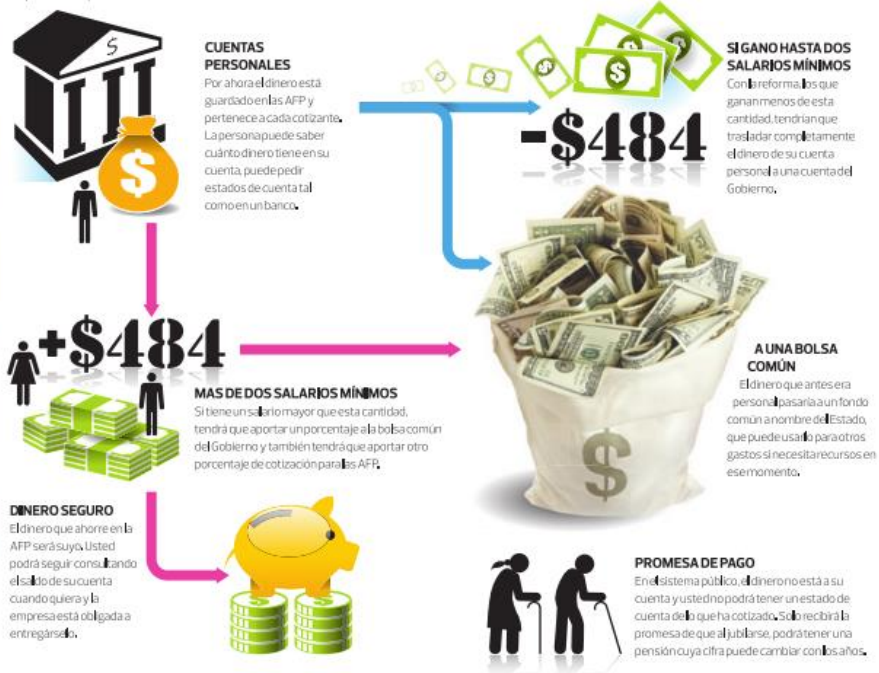 $
CUENTAS
PERSONALES
Por ahora el dinero está
guardado en las AFP y
pertenece a cada cotizante.
La persona puede saber
cuánto dinero tiene en su
cuenta, puede pedir
estados de cuenta tal
como en un banco.
$
SI GANO HASTA DOS
SALARIOS MÍNIMOS
Con la reforma, los que
ganan menos de esta
cantidad, tendrían que
trasladar completamente
el dinero de su cuenta
personal a una cuenta del
Gobierno.
-$484
+$484
MAS DE DOS SALARIOS MÍNIMOS
Si tiene un salario mayor que esta cantidad,
tendrá que aportar un porcentaje a la bolsa común
del Gobierno y también tendrá que aportar otro
porcentaje de cotización para las AFP.
$
A UNA BOLSA
COMÚN
El dinero que antes era
personal pasaría a un fondo
común a nombre del Estado,
que puede usarlo para otros
gastos si necesita recursos en
ese momento.
DINERO SEGURO
El dinero que ahorre en la
AFP será suyo. Usted
podrá seguir consultando
el saldo de su cuenta
cuando quiera y la
empresa está obligada a
entregárselo.
PROMESA DE PAGO
En el sistema público, el dinero no está a su
cuenta y usted no podrá tener un estado de
cuenta de lo que ha cotizado. Solo recibirá la
promesa de que al jubilarse, podrá tener una
pensión cuya cifra puede cambiar con los años.